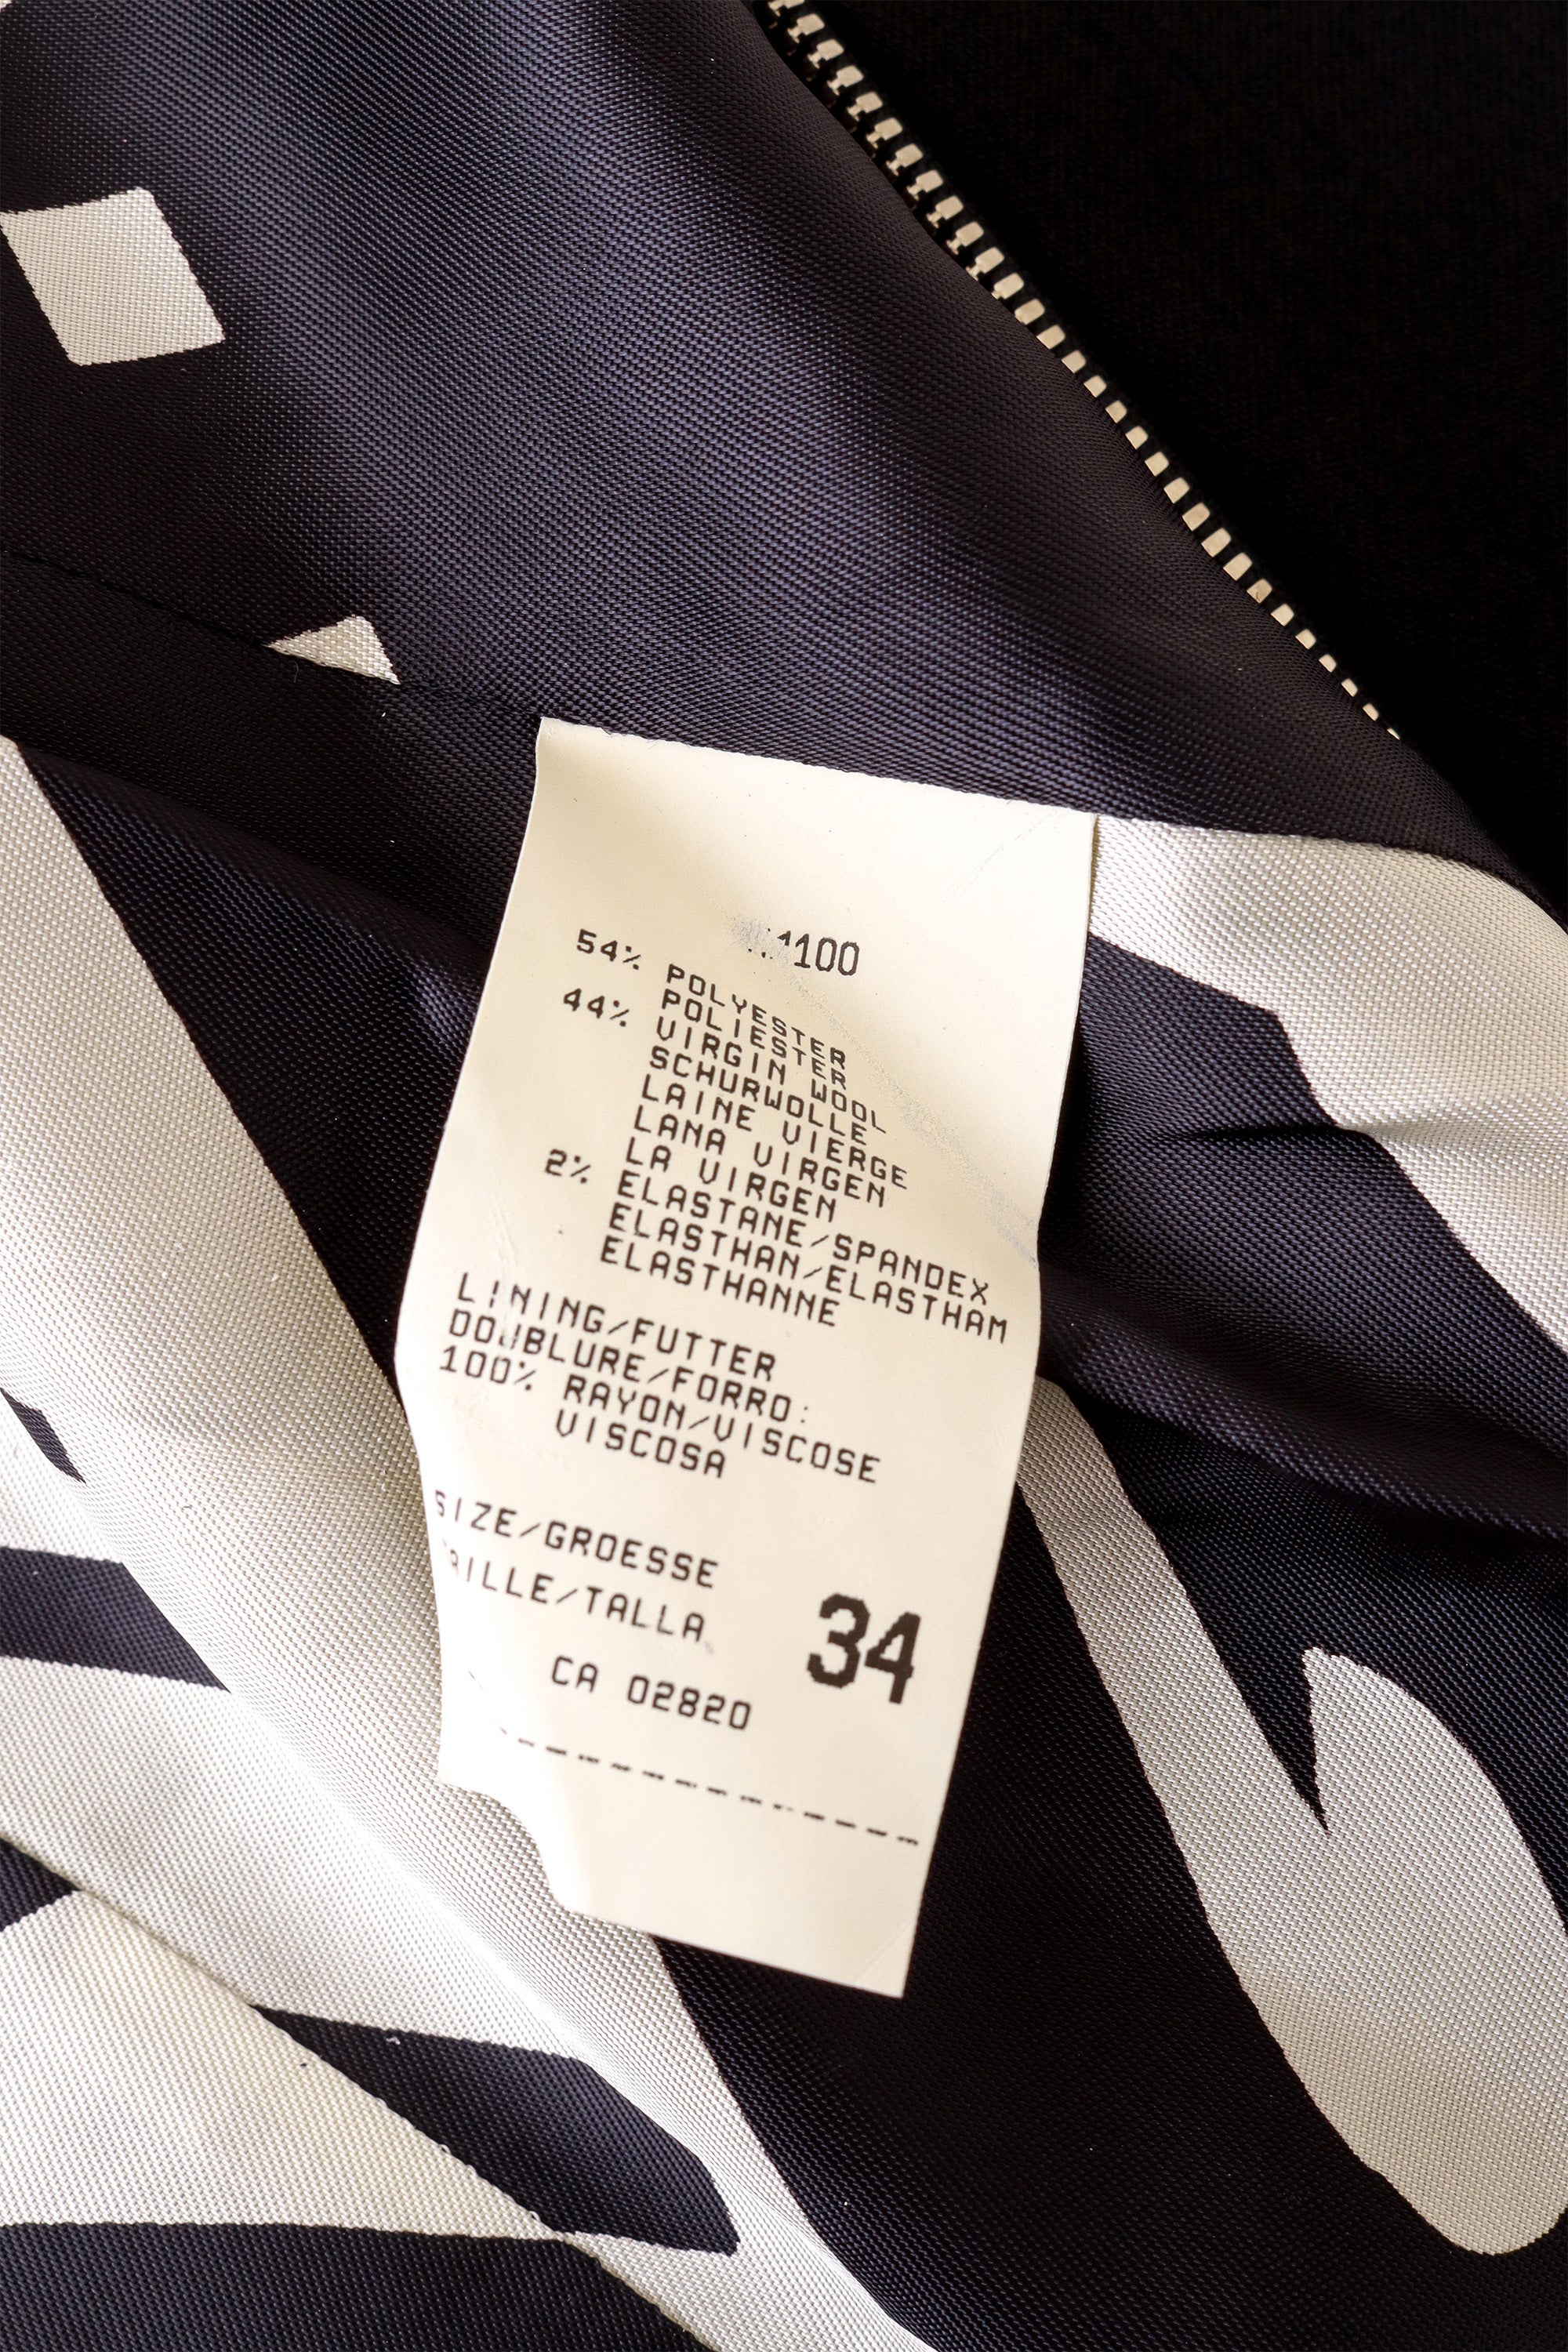 1100
54% POLYESTER
POLIESTER
44% VIRGIN WOOL
SCHURWOLLE
LAINE VIERGE
LANA VIRGEN
LA VIRGEN
2% ELASTANE/SPANDEX
ELASTHAN/ELASTHAM
ELASTHANNE
LINING/FUTTER
DOUBLURE/FORRO:
100% RAYON/VISCOSE
VISCOSA
SIZE/GROESSE
AILLE/TALLA
34
CA 02820